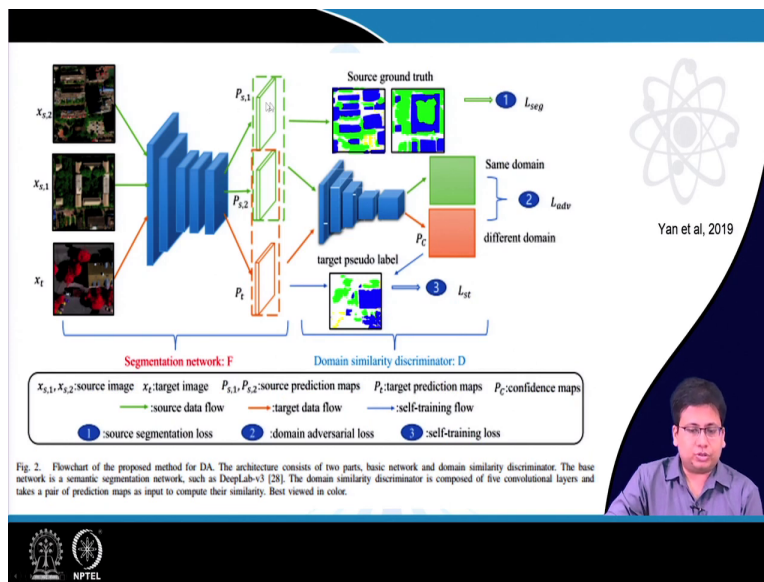 x_{s,2}
P_{s,1}
Source ground truth
1 L_{seg}
x_{s,1}
P_{s,2}
Same domain
2 L_{adv}
Yan et al, 2019
P_C
different domain
x_t
P_t
target pseudo label
3 L_{st}
Segmentation network: F
Domain similarity discriminator: D
x_{s,1}, x_{s,2}:source image x_t:target image P_{s,1}, P_{s,2}:source prediction maps P_t:target prediction maps P_C:confidence maps
:source data flow :target data flow :self-training flow
1 :source segmentation loss 2 :domain adversarial loss 3 :self-training loss
Fig. 2. Flowchart of the proposed method for DA. The architecture consists of two parts, basic network and domain similarity discriminator. The base
network is a semantic segmentation network, such as DeepLab-v3 [28]. The domain similarity discriminator is composed of five convolutional layers and
takes a pair of prediction maps as input to compute their similarity. Best viewed in color.
NPTEL